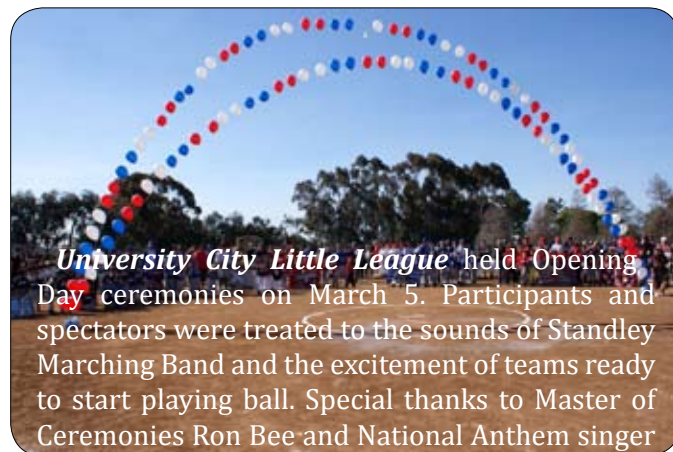 University City Little League held Opening
Day ceremonies on March 5. Participants and
spectators were treated to the sounds of Standley
Marching Band and the excitement of teams ready
to start playing ball. Special thanks to Master of
Ceremonies Ron Bee and National Anthem singer